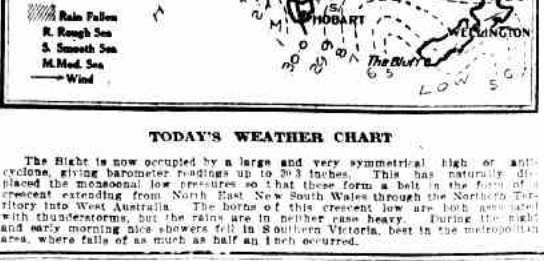 Rain Fallen
R. Rough Sea
S. Smooth Sea
M. Med. Sea
Wind
HOBART
WELLINGTON
The Bluff
LOW
TODAY'S WEATHER CHART
The Bight is now occupied by a large and very symmetrical high or anti-
cyclone, giving barometer readings up to 30.3 inches. This has naturally dis-
placed the monsoonal low pressures so that these form a belt in the form of a
crescent extending from North East New South Wales through the Northern Ter-
ritory into West Australia. The horns of this crescent low are both associated
with thunderstorms, but the rains are in neither case heavy. During the night
and early morning nice showers fell in Southern Victoria, best in the metropolitan
area, where falls of as much as half an inch occurred.